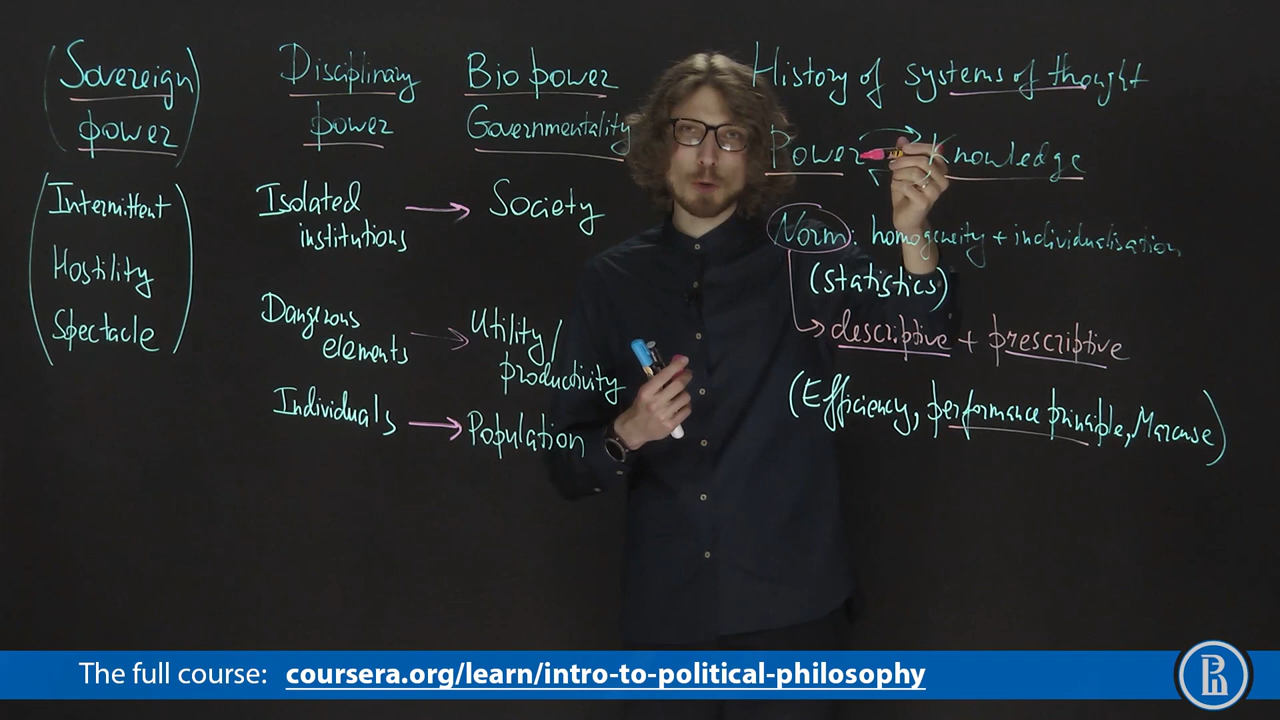 (Sovereign power)
(Intermittent
Hostility
Spectacle)
Disciplinary
power
Isolated
institutions
Dangerous
elements
Individuals
Bio power
Governmentality
Society
Utility/
productivity
Population
History of systems of thought
Power Knowledge
Norm: homogeneity + individualisation
(statistics)
descriptive + prescriptive
(Efficiency, performance principle, Marcuse)
The full course: coursera.org/learn/intro-to-political-philosophy